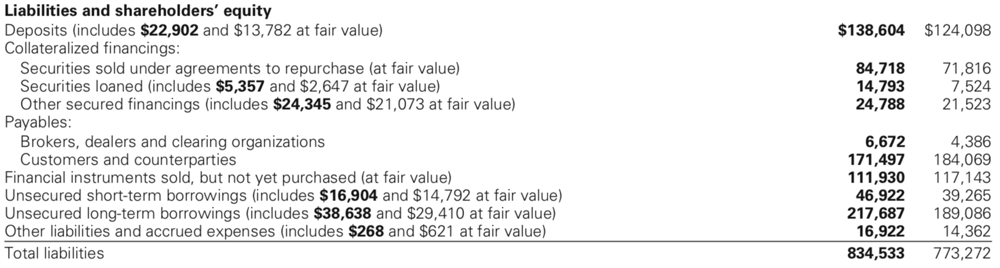 Liabilities and shareholders’ equity
Deposits (includes $22,902 and $13,782 at fair value) $138,604 $124,098
Collateralized financings:
Securities sold under agreements to repurchase (at fair value) 84,718 71,816
Securities loaned (includes $5,357 and $2,647 at fair value) 14,793 7,524
Other secured financings (includes $24,345 and $21,073 at fair value) 24,788 21,523
Payables:
Brokers, dealers and clearing organizations 6,672 4,386
Customers and counterparties 171,497 184,069
Financial instruments sold, but not yet purchased (at fair value) 111,930 117,143
Unsecured short-term borrowings (includes $16,904 and $14,792 at fair value) 46,922 39,265
Unsecured long-term borrowings (includes $38,638 and $29,410 at fair value) 217,687 189,086
Other liabilities and accrued expenses (includes $268 and $621 at fair value) 16,922 14,362
Total liabilities 834,533 773,272